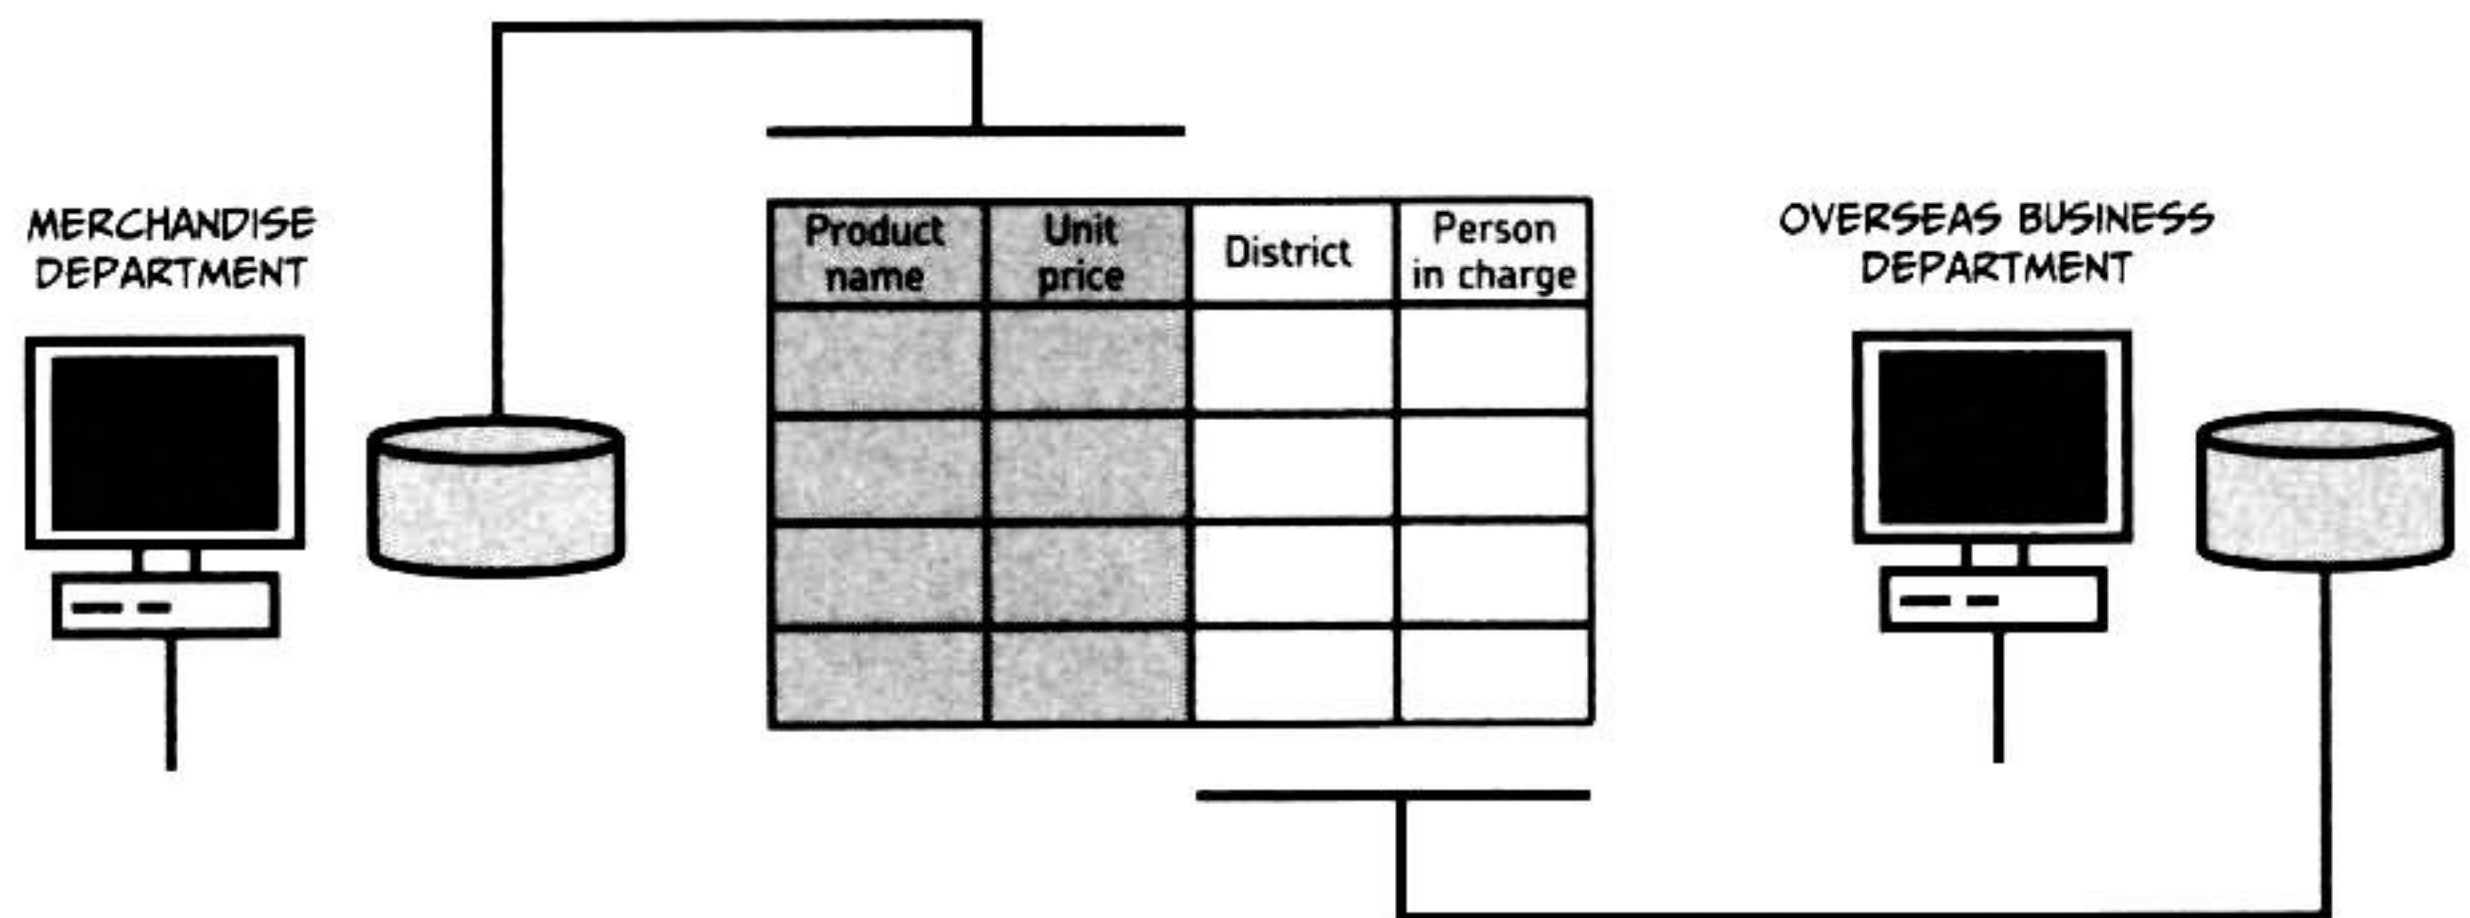 MERCHANDISE
DEPARTMENT
Product
name
Unit
price
District
Person
in charge
OVERSEAS BUSINESS
DEPARTMENT